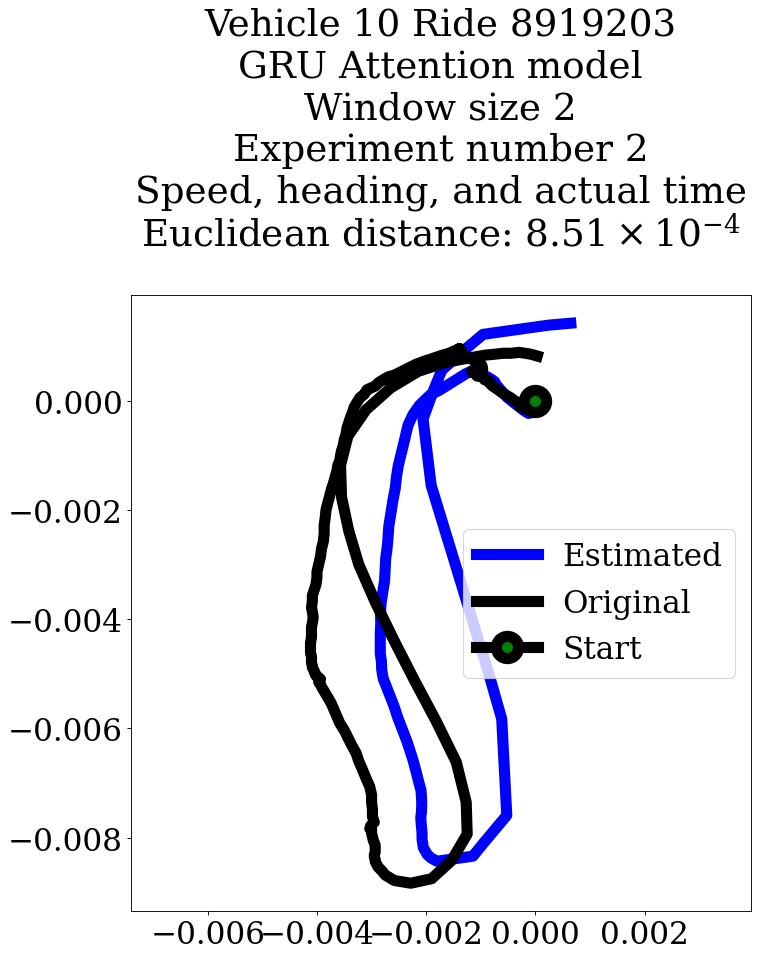 Vehicle 10 Ride 8919203
GRU Attention model
Window size 2
Experiment number 2
Speed, heading, and actual time
Euclidean distance: 8.51 × 10⁻⁴
0.000
−0.002
−0.004
−0.006
−0.008
Estimated
Original
Start
−0.006 −0.004 −0.002 0.000 0.002